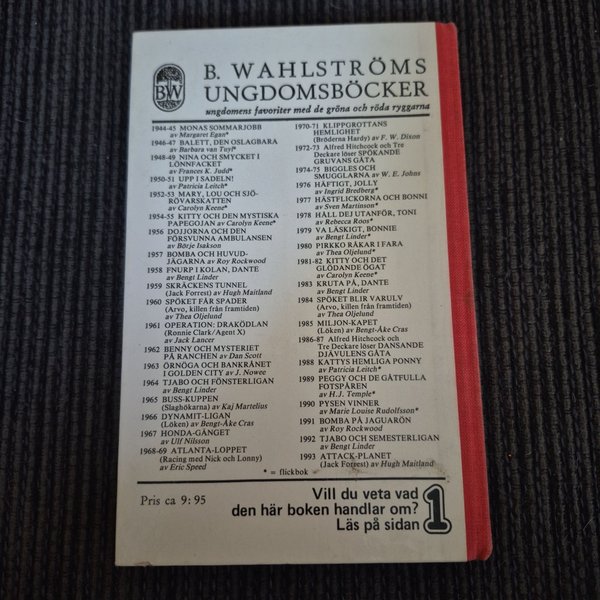 BW
B. WAHLSTRÖMS
UNGDOMSBÖCKER
ungdomens favoriter med de gröna och röda ryggarna
1944-45 MONAS SOMMARJOBB
av Margaret Egan*
1946-47 BALETT, DEN OSLAGBARA
av Barbara van Tuyl*
1948-49 NINA OCH SMYCKET I
LÖNNFACKET
av Frances K. Judd*
1950-51 UPP I SADELN!
av Patricia Leitch*
1952-53 MARY, LOU OCH SJÖ-
RÖVARSKATTEN
av Carolyn Keene*
1954-55 KITTY OCH DEN MYSTISKA
PAPEGOJAN av Carolyn Keene*
1956 DOJJORNA OCH DEN
FÖRSVUNNA AMBULANSEN
av Börje Isakson
1957 BOMBA OCH HUVUD-
JÄGARNA av Roy Rockwood
1958 FNURP I KOLAN, DANTE
av Bengt Linder
1959 SKRÄCKENS TUNNEL
(Jack Forrest) av Hugh Maitland
1960 SPÖKET FÅR SPADER
(Arvo, killen från framtiden)
av Thea Oljelund
1961 OPERATION: DRAKÖDLAN
(Ronnie Clark/Agent X)
av Jack Lancer
1962 BENNY OCH MYSTERIET
PÅ RANCHEN av Dan Scott
1963 ÖRNÖGA OCH BANKRÅNET
I GOLDEN CITY av J. Nowee
1964 TJABO OCH FÖNSTERLIGAN
av Bengt Linder
1965 BUSS-KUPPEN
(Slaghökarna) av Kaj Martelius
1966 DYNAMIT-LIGAN
(Löken) av Bengt-Åke Cras
1967 HONDA-GÄNGET
av Ulf Nilsson
1968-69 ATLANTA-LOPPET
(Racing med Nick och Lonny)
av Eric Speed
1970-71 KLIPPGROTTANS
HEMLIGHET
(Bröderna Hardy) av F. W. Dixon
1972-73 Alfred Hitchcock och Tre
Deckare löser SPÖKANDE
GRUVANS GÅTA
1974-75 BIGGLES OCH
SMUGGLARNA av W. E. Johns
1976 HÄFTIGT, JOLLY
av Ingrid Bredberg*
1977 HÄSTFLICKORNA OCH BONNI
av Sven Martinson*
1978 HÅLL DEJ UTANFÖR, TONI
av Rebecca Roos*
1979 VA LÄSKIGT, BONNIE
av Bengt Linder*
1980 PIRKKO RÅKAR I FARA
av Thea Oljelund*
1981-82 KITTY OCH DET
GLÖDANDE ÖGAT
av Carolyn Keene*
1983 KRUTA PÅ, DANTE
av Bengt Linder
1984 SPÖKET BLIR VARULV
(Arvo, killen från framtiden)
av Thea Oljelund
1985 MILJON-KAPET
(Löken) av Bengt-Åke Cras
1986-87 Alfred Hitchcock och
Tre Deckare löser DANSANDE
DJÄVULENS GÅTA
1988 KATTYS HEMLIGA PONNY
av Patricia Leitch*
1989 PEGGY OCH DE GÅTFULLA
FOTSPÅREN
av H.J. Temple*
1990 PYSEN VINNER
av Marie Louise Rudolfsson*
1991 BOMBA PÅ JAGUARÖN
av Roy Rockwood
1992 TJABO OCH SEMESTERLIGAN
av Bengt Linder
1993 ATTACK-PLANET
(Jack Forrest) av Hugh Maitland
* = flickbok
Pris ca 9:95
Vill du veta vad
den här boken handlar om?
Läs på sidan 1